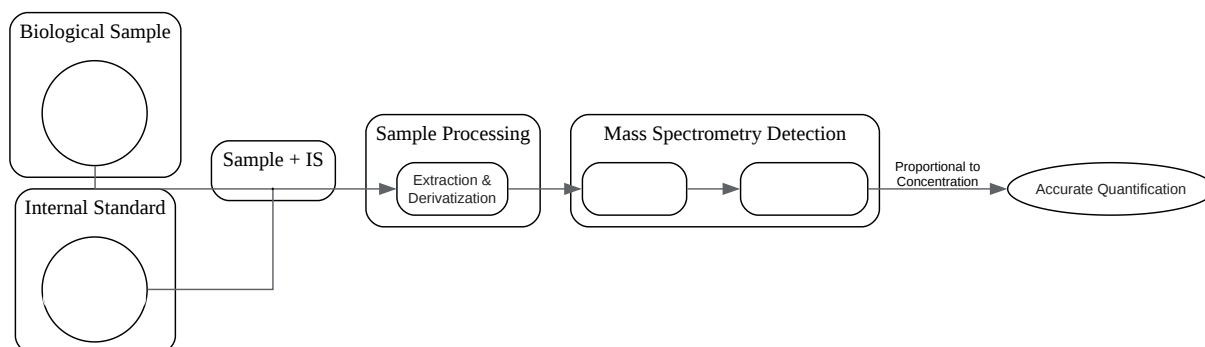 Biological Sample
Internal Standard
Sample + IS
Sample Processing
Extraction &
Derivatization
Mass Spectrometry Detection
Proportional to
Concentration
Accurate Quantification